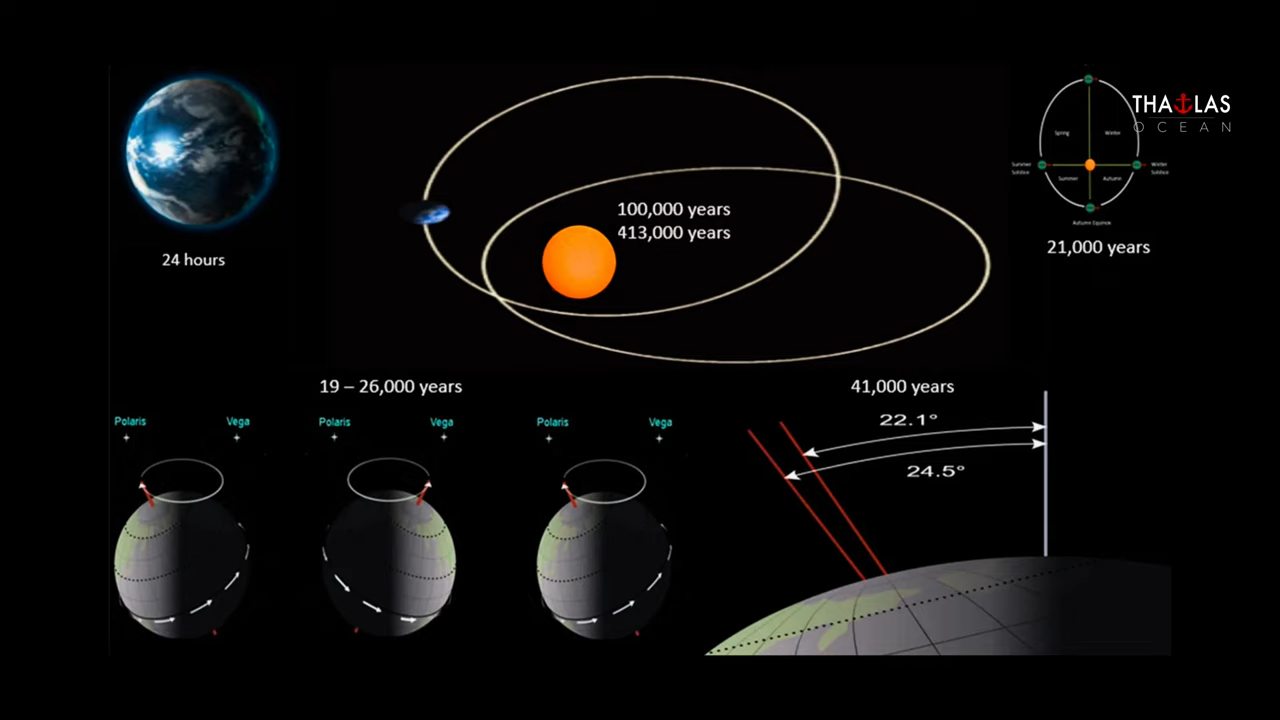 THALAS
OCEAN
24 hours
100,000 years
413,000 years
Spring
Winter
Summer
Solstice
Winter
Solstice
Summer
Autumn
Autumn Equinox
21,000 years
19 – 26,000 years
41,000 years
Polaris
Vega
Polaris
Vega
Polaris
Vega
22.1°
24.5°